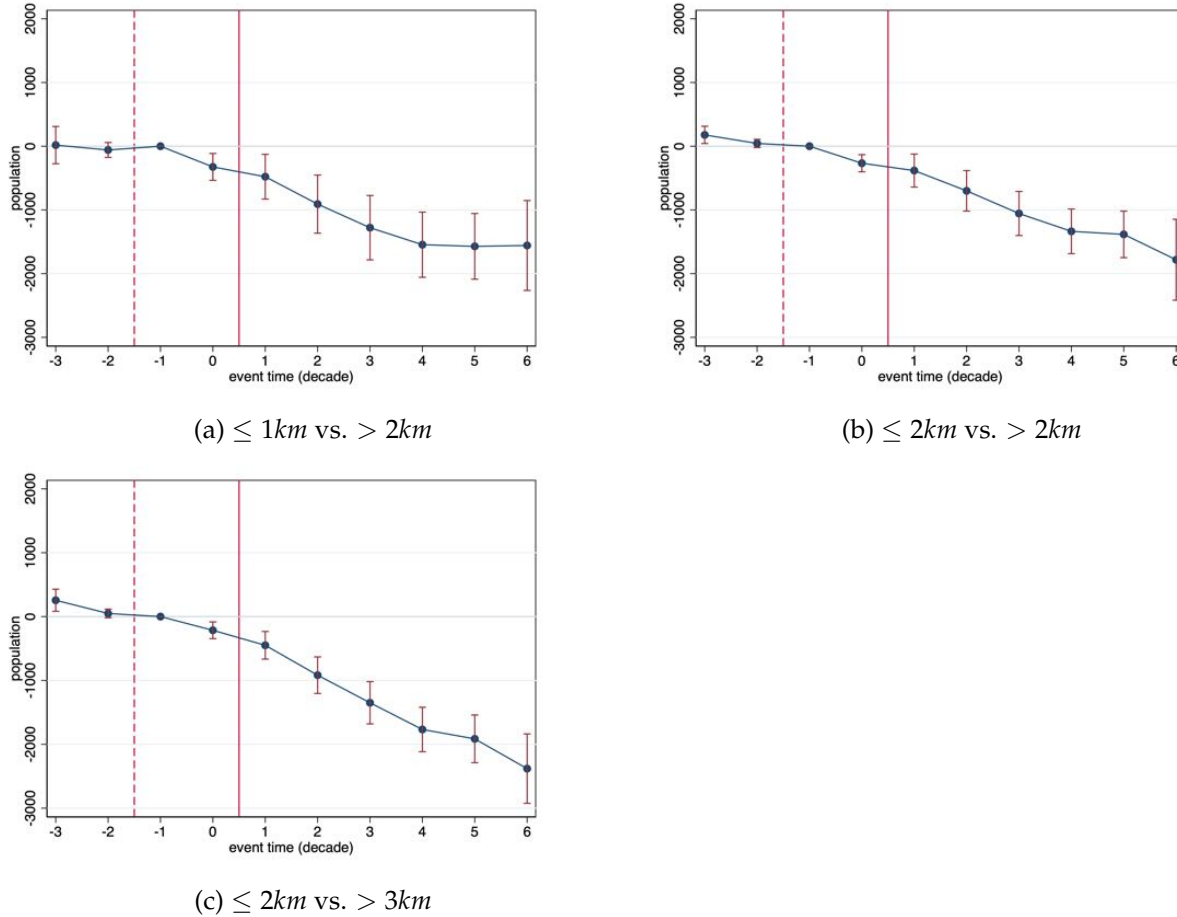 2000
1000
0
-1000
-2000
-3000
population
-3 -2 -1 0 1 2 3 4 5 6
event time (decade)
(a) ≤ 1km vs. > 2km
2000
1000
0
-1000
-2000
-3000
population
-3 -2 -1 0 1 2 3 4 5 6
event time (decade)
(b) ≤ 2km vs. > 2km
2000
1000
0
-1000
-2000
-3000
population
-3 -2 -1 0 1 2 3 4 5 6
event time (decade)
(c) ≤ 2km vs. > 3km